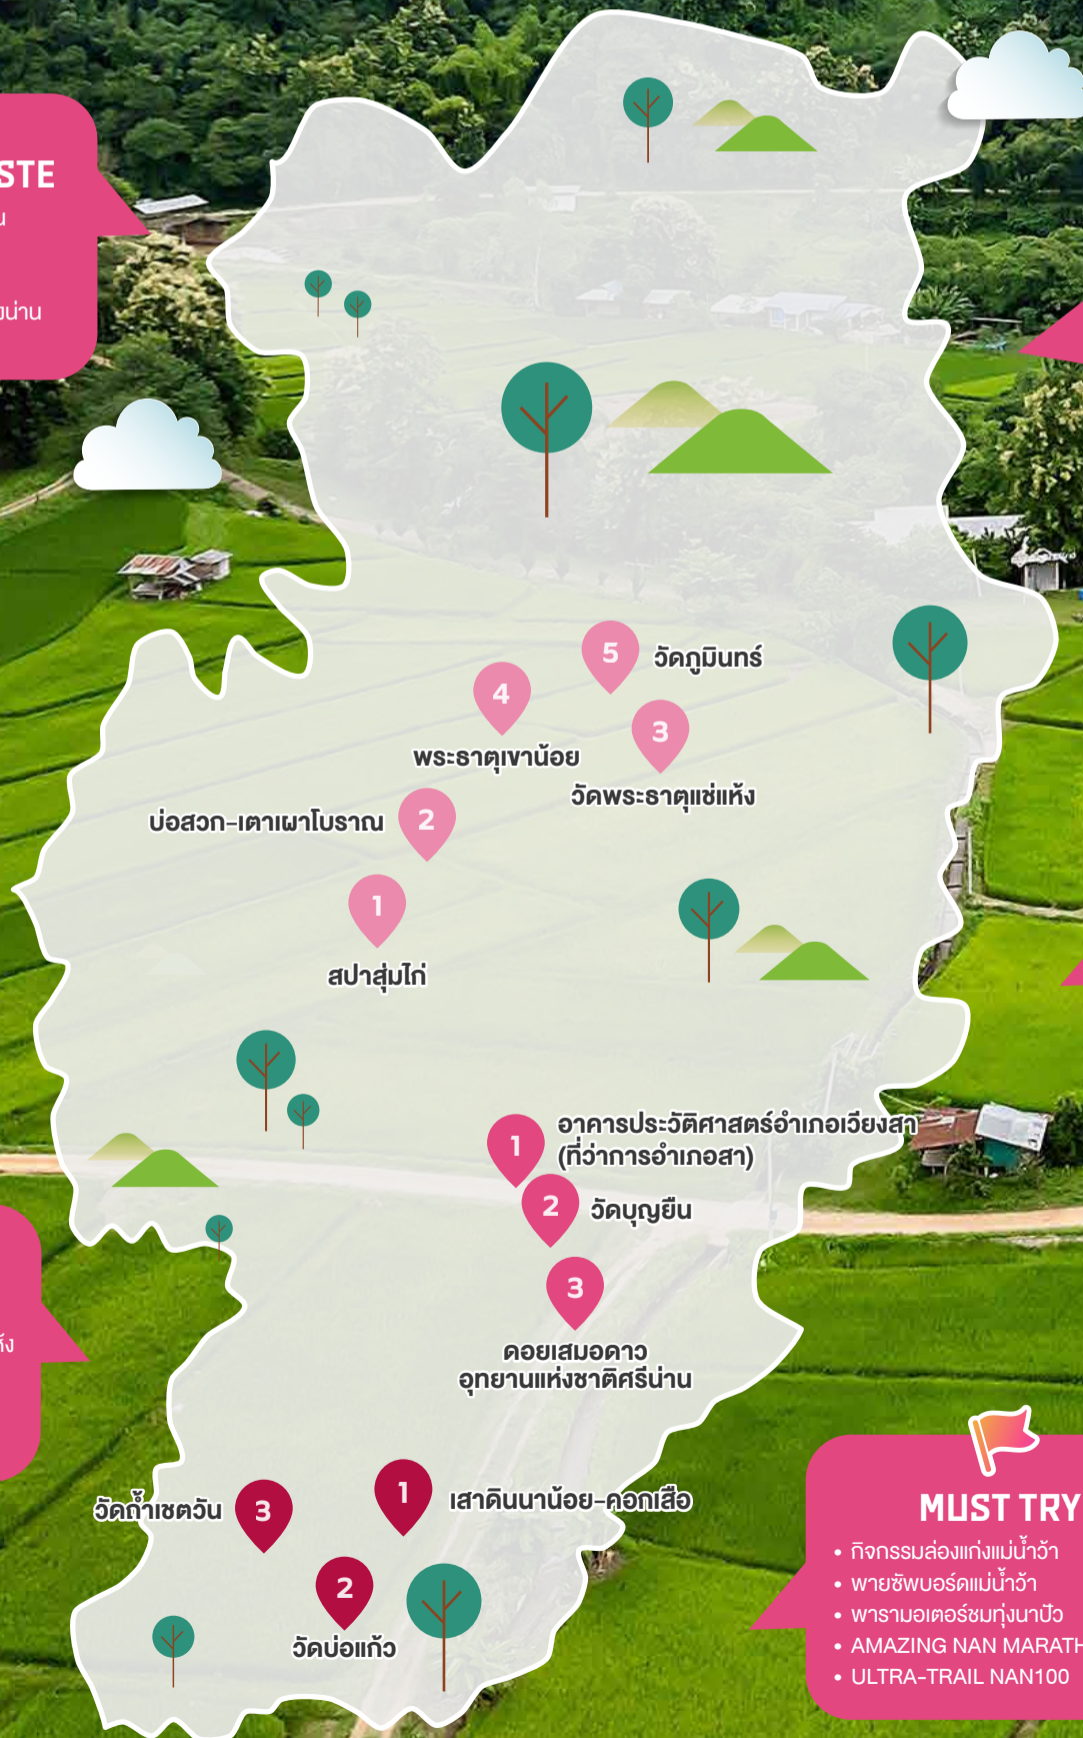 STE
น
งน่าน
5
วัดภูมินทร์
4
พระธาตุเขาน้อย
3
วัดพระธาตุแช่แห้ง
บ่อสวก-เตาเผาโบราณ
2
1
สปาสุ่มไก่
1
อาคารประวัติศาสตร์อำเภอเวียงสา
(ที่ว่าการอำเภอสา)
2
วัดบุญยืน
3
ดอยเสมอดาว
อุทยานแห่งชาติศรีน่าน
ห้ง
วัดถ้ำเชตวัน
3
1
เสาดินนาน้อย-คอกเสือ
2
วัดบ่อแก้ว
MUST TRY
• กิจกรรมล่องแก่งแม่น้ำว้า
• พายซัพบอร์ดแม่น้ำว้า
• พารามอเตอร์ชมทุ่งนาปัว
• AMAZING NAN MARATH
• ULTRA-TRAIL NAN100